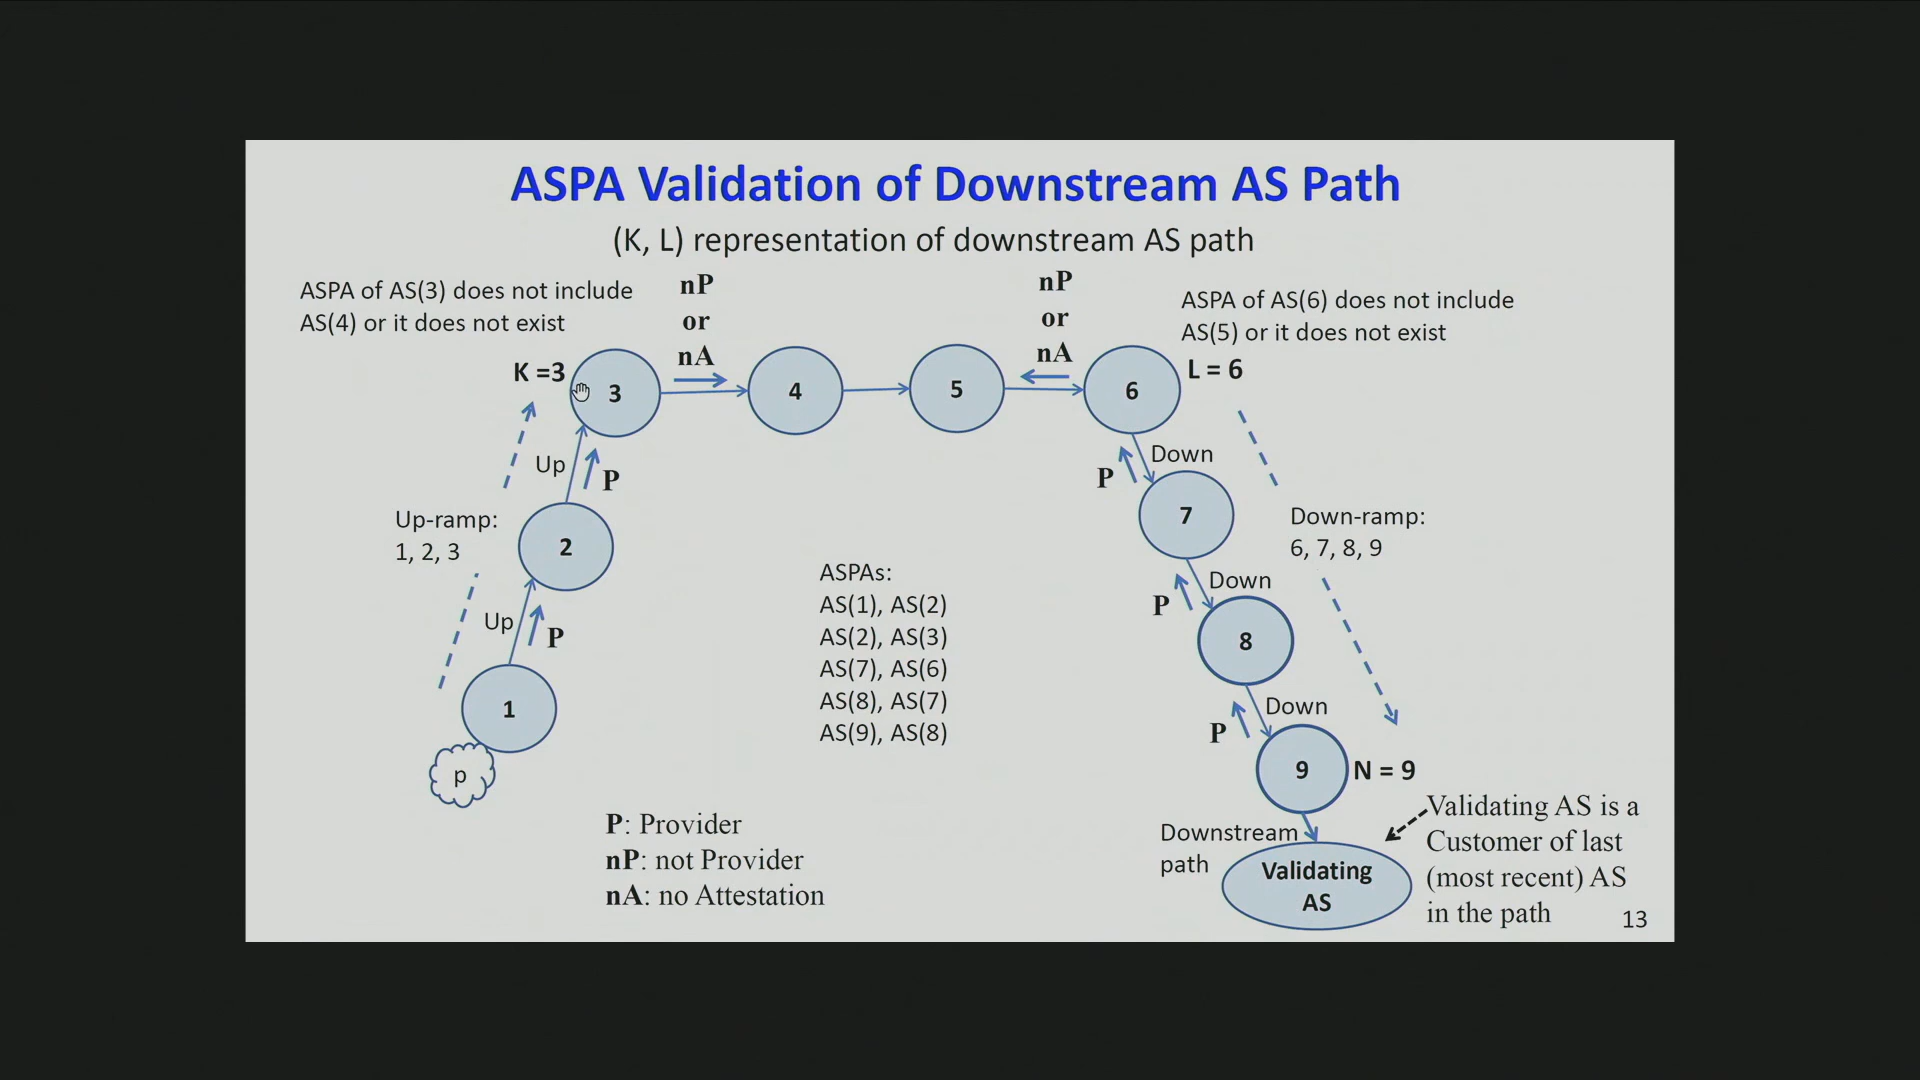 ASPA Validation of Downstream AS Path
(K, L) representation of downstream AS path
ASPA of AS(3) does not include
AS(4) or it does not exist
nP
or
nA
nP
or
nA
ASPA of AS(6) does not include
AS(5) or it does not exist
K =3
3
4
5
6
L = 6
Up
P
P
Down
7
Up-ramp:
1, 2, 3
2
Down-ramp:
6, 7, 8, 9
ASPAs:
AS(1), AS(2)
AS(2), AS(3)
AS(7), AS(6)
AS(8), AS(7)
AS(9), AS(8)
Up
P
P
Down
8
1
p
P
Down
9
N = 9
P: Provider
nP: not Provider
nA: no Attestation
Downstream
path
Validating
AS
Validating AS is a
Customer of last
(most recent) AS
in the path
13